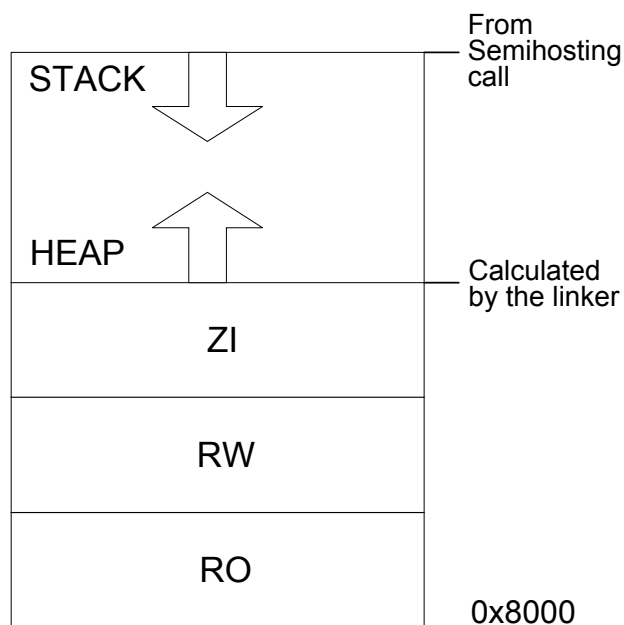 From
Semihosting
call
STACK
HEAP
Calculated
by the linker
ZI
RW
RO
0x8000